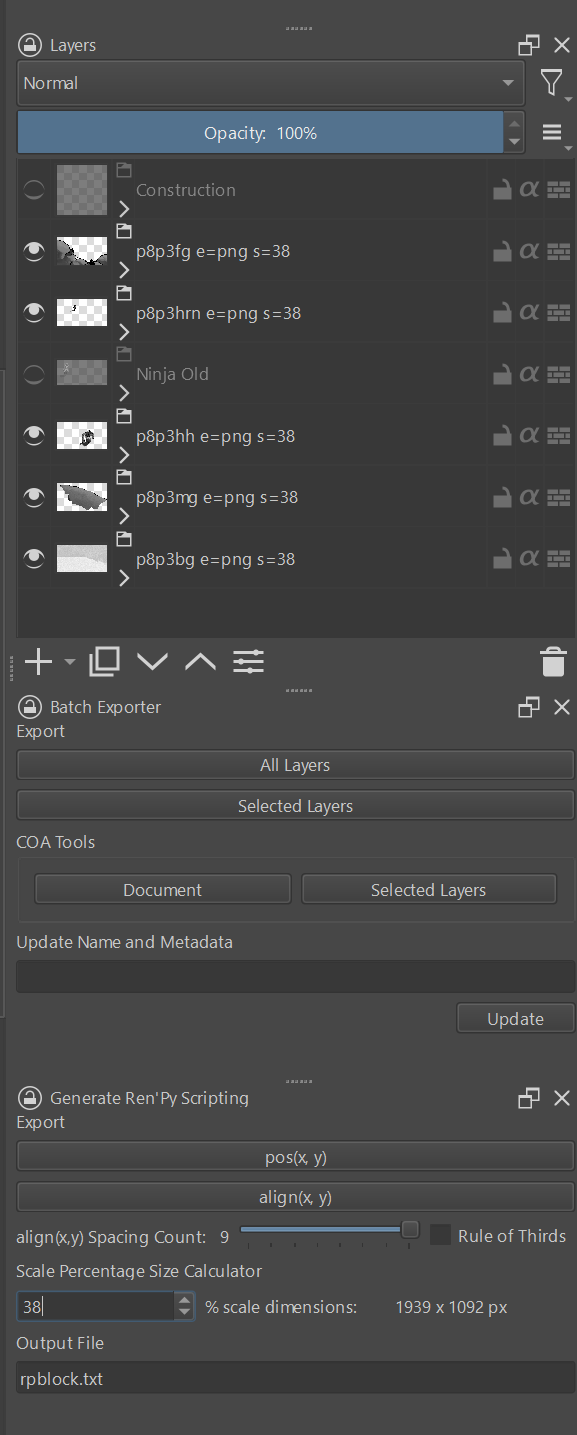 Layers
Normal
Opacity: 100%
Construction
p8p3fg e=png s=38
p8p3hrn e=png s=38
Ninja Old
p8p3hh e=png s=38
p8p3mg e=png s=38
p8p3bg e=png s=38
Batch Exporter
Export
All Layers
Selected Layers
COA Tools
Document Selected Layers
Update Name and Metadata
Update
Generate Ren'Py Scripting
Export
pos(x, y)
align(x, y)
align(x,y) Spacing Count: 9 Rule of Thirds
Scale Percentage Size Calculator
38 % scale dimensions: 1939 x 1092 px
Output File
rpblock.txt